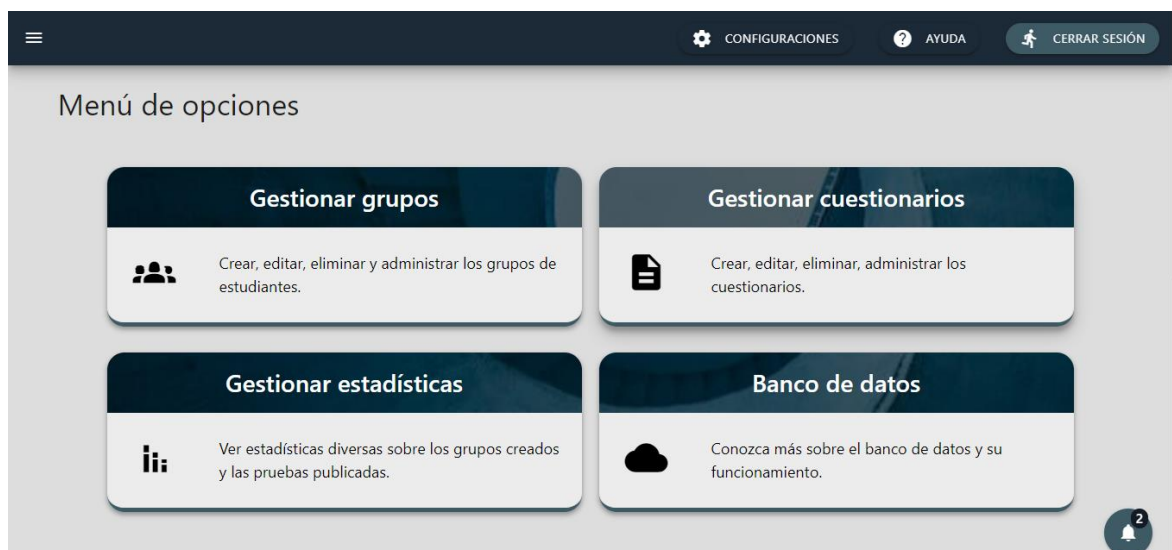 CONFIGURACIONES
AYUDA
CERRAR SESIÓN
Menú de opciones
Gestionar grupos
Crear, editar, eliminar y administrar los grupos de
estudiantes.
Gestionar cuestionarios
Crear, editar, eliminar, administrar los
cuestionarios.
Gestionar estadísticas
Ver estadísticas diversas sobre los grupos creados
y las pruebas publicadas.
Banco de datos
Conozca más sobre el banco de datos y su
funcionamiento.
2